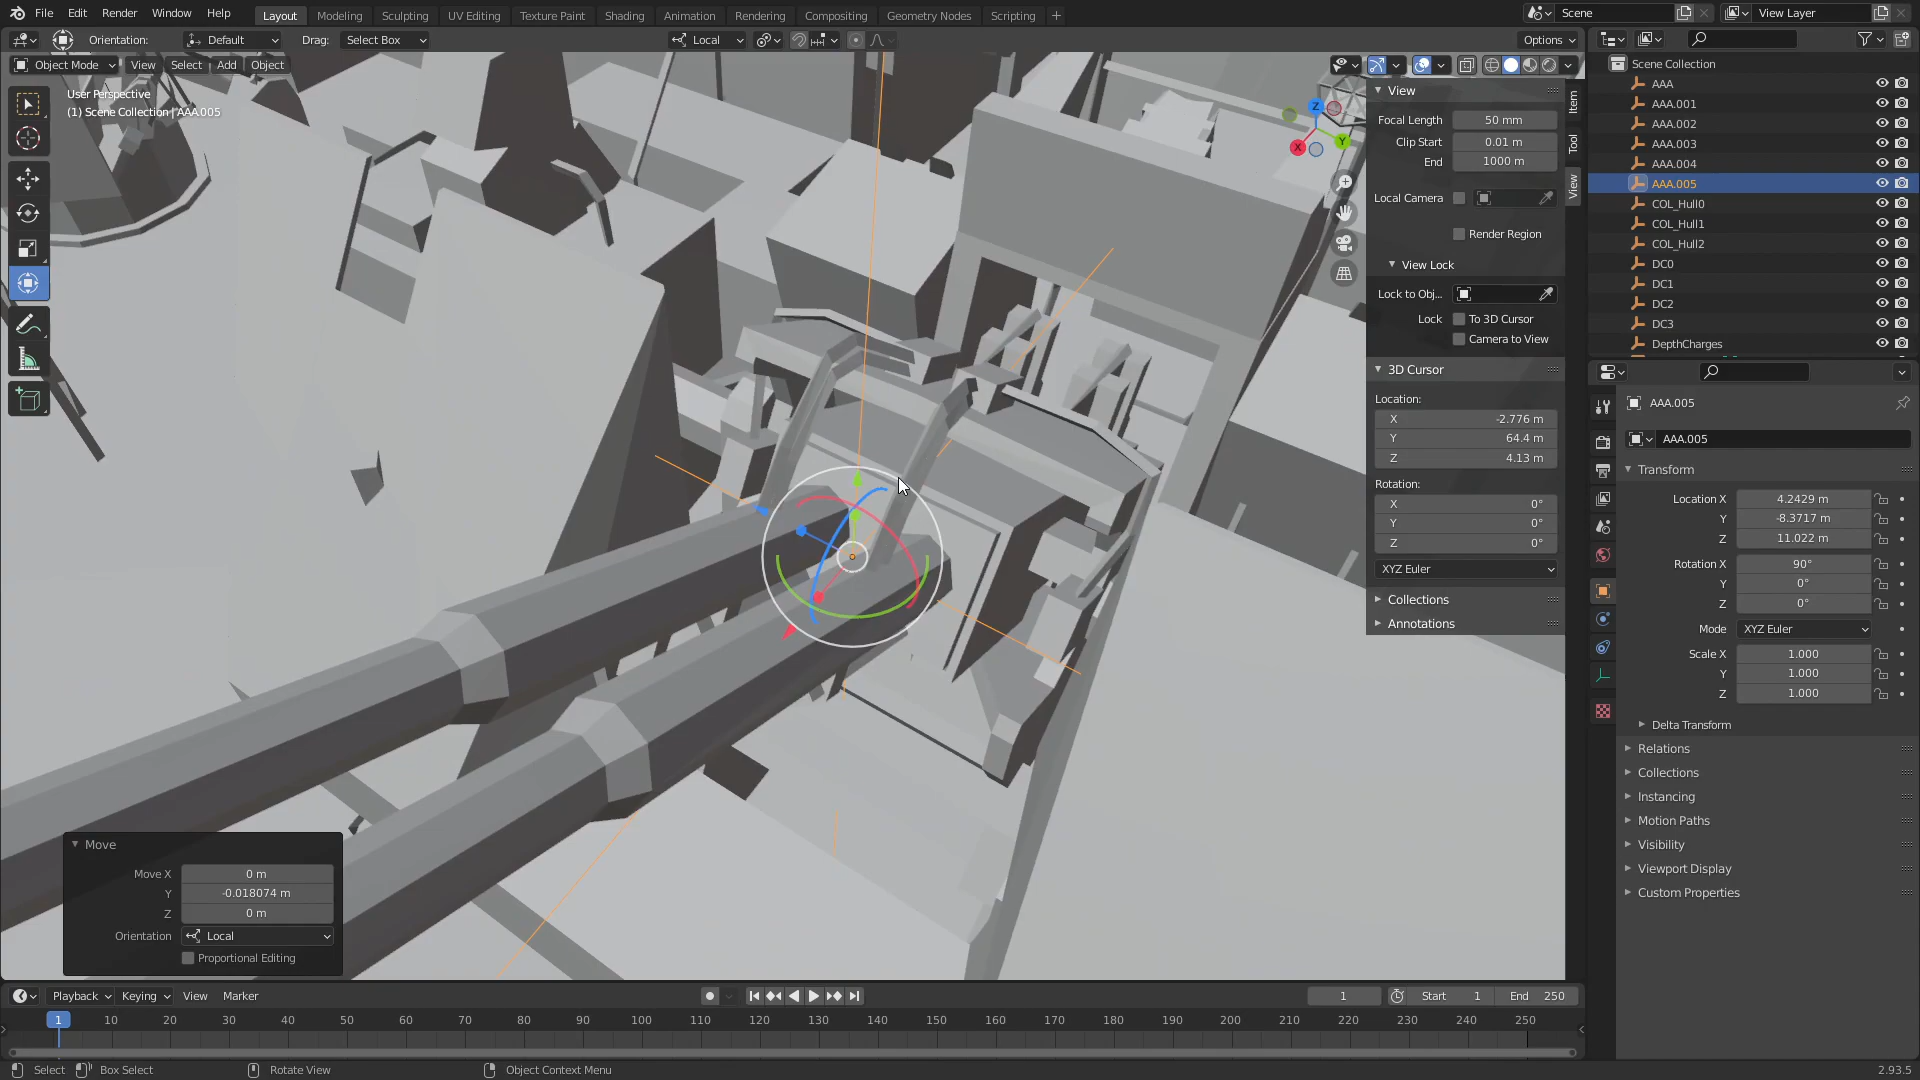 File Edit Render Window Help Layout Modeling Sculpting UV Editing Texture Paint Shading Animation Rendering Compositing Geometry Nodes Scripting + Scene View Layer
Orientation: Default Drag: Select Box Local Options
Object Mode View Select Add Object
User Perspective
(1) Scene Collection | AAA.005
Z
Y
X
View
Focal Length 50 mm
Clip Start 0.01 m
End 1000 m
Local Camera
Render Region
View Lock
Lock to Obj...
Lock To 3D Cursor
Camera to View
3D Cursor
Location:
X -2.776 m
Y 64.4 m
Z 4.13 m
Rotation:
X 0°
Y 0°
Z 0°
XYZ Euler
Collections
Annotations
Item
Tool
View
Scene Collection
AAA
AAA.001
AAA.002
AAA.003
AAA.004
AAA.005
COL_Hull0
COL_Hull1
COL_Hull2
DC0
DC1
DC2
DC3
DepthCharges
AAA.005
AAA.005
Transform
Location X 4.2429 m
Y -8.3717 m
Z 11.022 m
Rotation X 90°
Y 0°
Z 0°
Mode XYZ Euler
Scale X 1.000
Y 1.000
Z 1.000
Delta Transform
Relations
Collections
Instancing
Motion Paths
Visibility
Viewport Display
Custom Properties
Move
Move X 0 m
Y -0.018074 m
Z 0 m
Orientation Local
Proportional Editing
Playback Keying View Marker 1 Start 1 End 250
1 10 20 30 40 50 60 70 80 90 100 110 120 130 140 150 160 170 180 190 200 210 220 230 240 250
Select Box Select Rotate View Object Context Menu 2.93.5